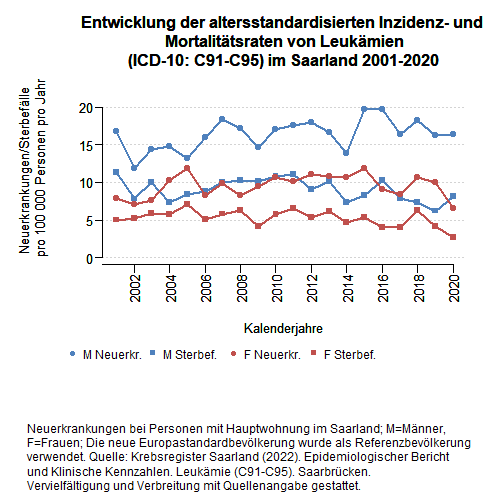 Entwicklung der altersstandardisierten Inzidenz- und
Mortalitätsraten von Leukämien
(ICD-10: C91-C95) im Saarland 2001-2020
Neuerkrankungen/Sterbefälle
pro 100 000 Personen pro Jahr
20
15
10
5
0
2002 2004 2006 2008 2010 2012 2014 2016 2018 2020
Kalenderjahre
M Neuerkr. M Sterbef. F Neuerkr. F Sterbef.
Neuerkrankungen bei Personen mit Hauptwohnung im Saarland; M=Männer,
F=Frauen; Die neue Europastandardbevölkerung wurde als Referenzbevölkerung
verwendet. Quelle: Krebsregister Saarland (2022). Epidemiologischer Bericht
und Klinische Kennzahlen. Leukämie (C91-C95). Saarbrücken.
Vervielfältigung und Verbreitung mit Quellenangabe gestattet.